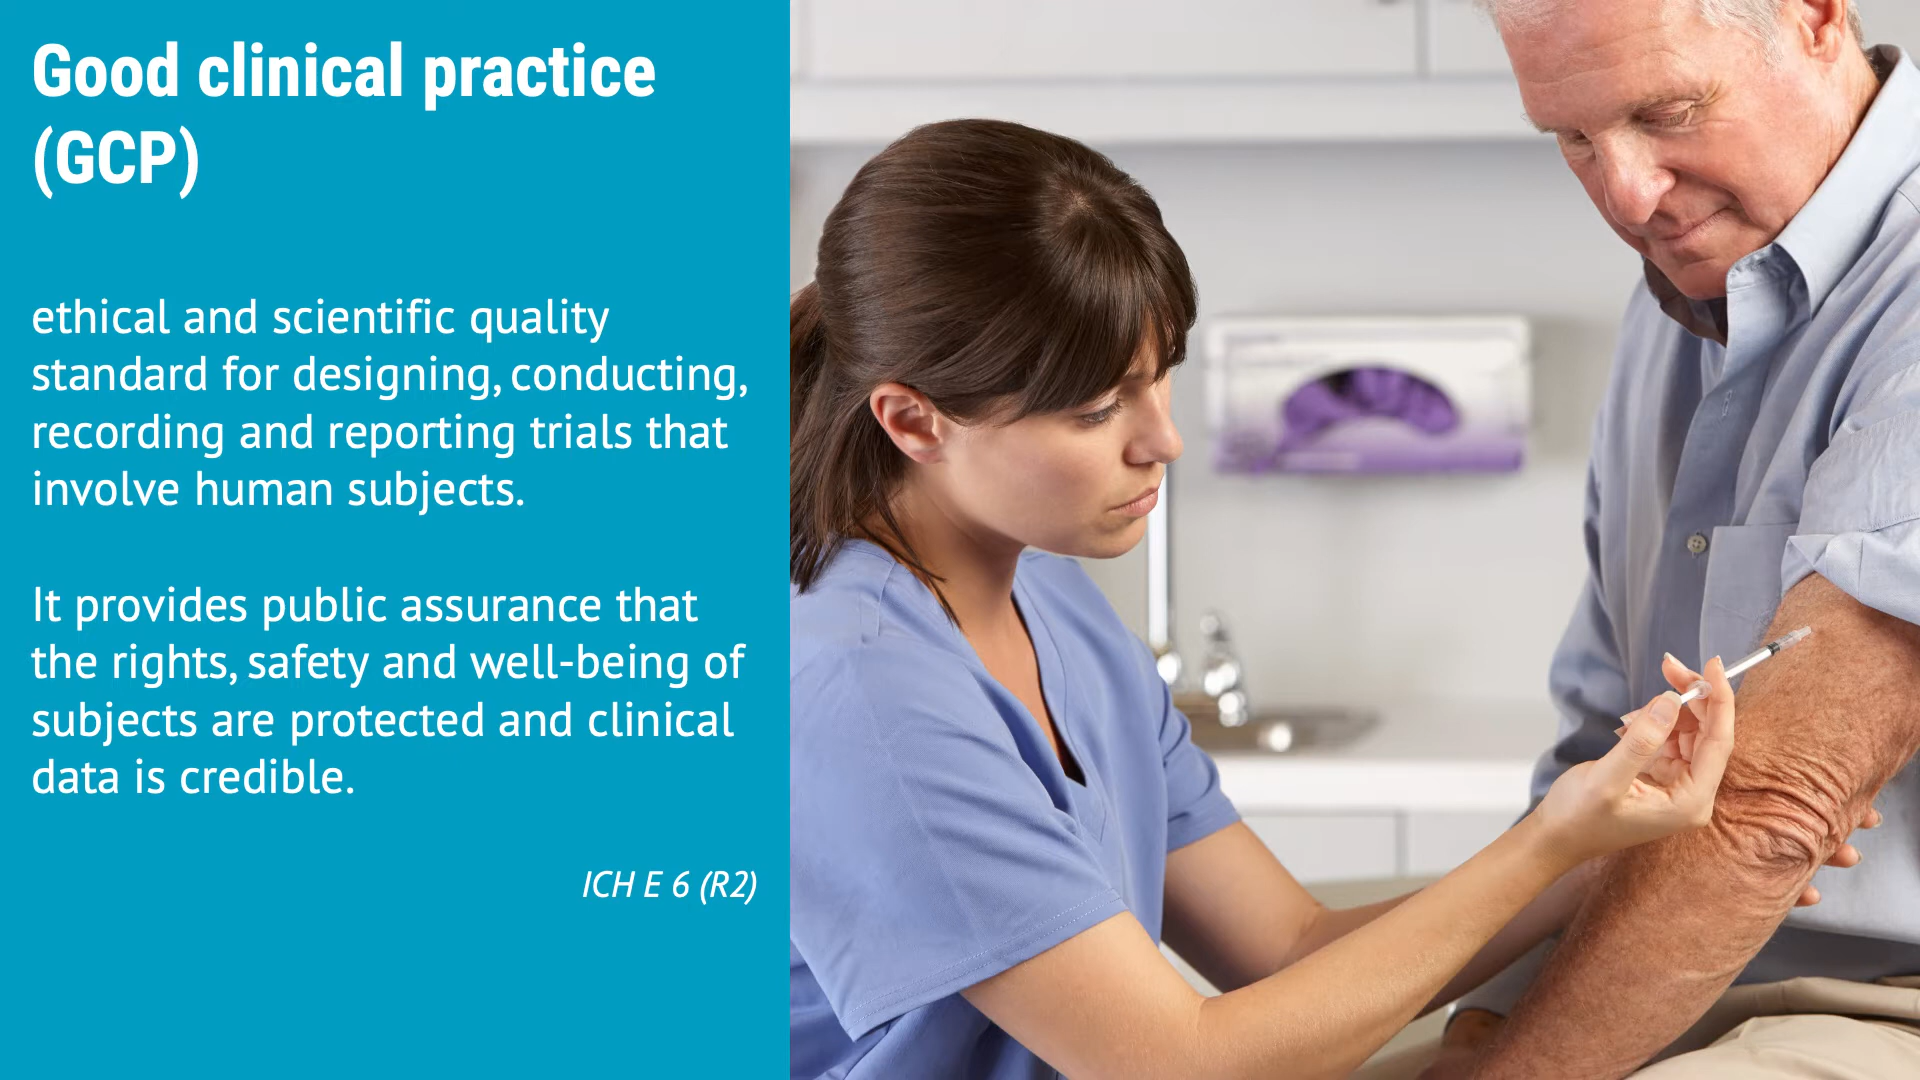 Good clinical practice
(GCP)
ethical and scientific quality
standard for designing, conducting,
recording and reporting trials that
involve human subjects.
It provides public assurance that
the rights, safety and well-being of
subjects are protected and clinical
data is credible.
ICH E 6 (R2)